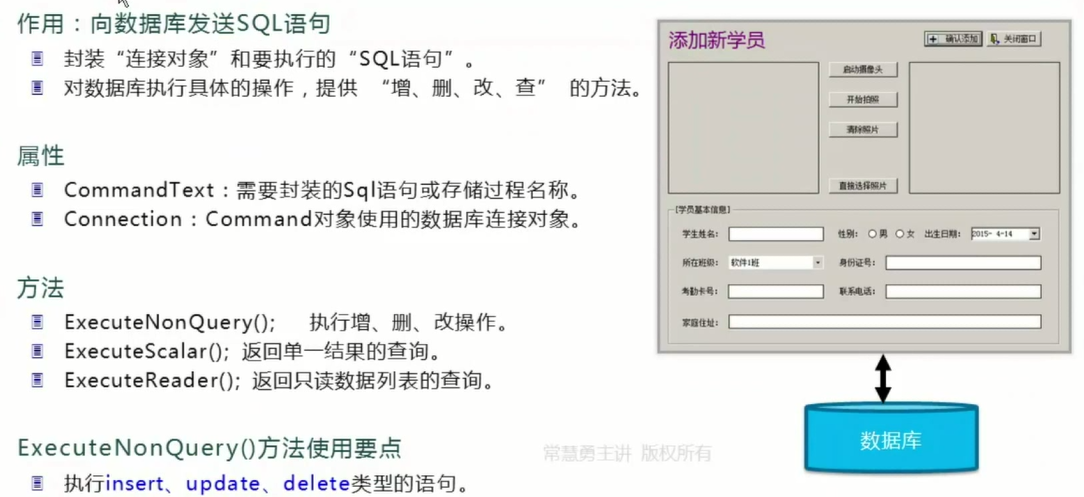 作用：向数据库发送SQL语句
封装“连接对象”和要执行的“SQL语句”。
对数据库执行具体的操作，提供 “增、删、改、查” 的方法。
属性
CommandText：需要封装的Sql语句或存储过程名称。
Connection：Command对象使用的数据库连接对象。
方法
ExecuteNonQuery(); 执行增、删、改操作。
ExecuteScalar(); 返回单一结果的查询。
ExecuteReader(); 返回只读数据列表的查询。
ExecuteNonQuery()方法使用要点
执行insert、update、delete类型的语句。
添加新学员
确认添加 关闭窗口
启动摄像头
开始拍照
清除照片
直接选择照片
[学员基本信息]
学生姓名： 性别： 男 女 出生日期： 2015- 4-14
所在班级： 软件1班 身份证号：
考勤卡号： 联系电话：
家庭住址：
数据库
常慧勇主讲 版权所有